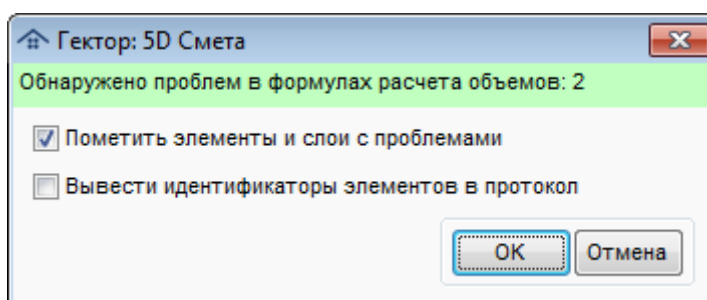 Гектор: 5D Смета
Обнаружено проблем в формулах расчета объемов: 2
Пометить элементы и слои с проблемами
Вывести идентификаторы элементов в протокол
OK Отмена